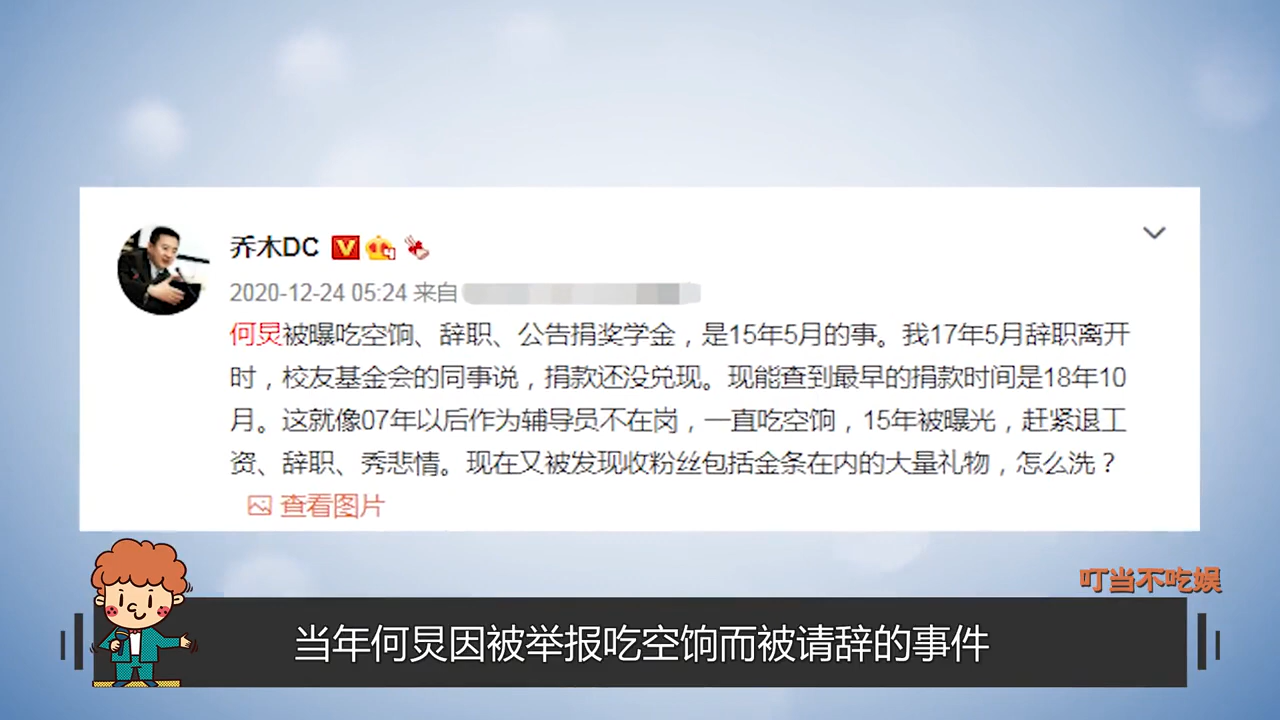 乔木DC
2020-12-24 05:24 来自
何炅被曝吃空饷、辞职、公告捐奖学金，是15年5月的事。我17年5月辞职离开
时，校友基金会的同事说，捐款还没兑现。现能查到最早的捐款时间是18年10
月。这就像07年以后作为辅导员不在岗，一直吃空饷，15年被曝光，赶紧退工
资、辞职、秀悲情。现在又被发现收粉丝包括金条在内的大量礼物，怎么洗？
查看图片
叮当不吃娱
当年何炅因被举报吃空饷而被请辞的事件